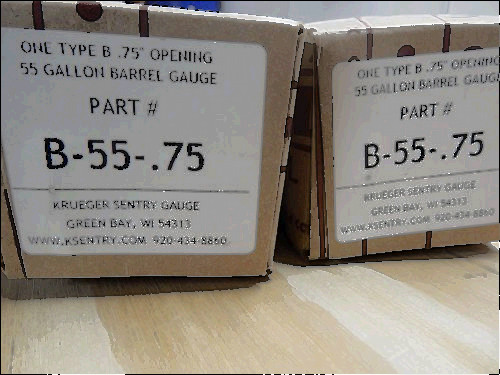 ONE TYPE B .75" OPENING
55 GALLON BARREL GAUGE
PART #
B-55-.75
KRUEGER SENTRY GAUGE
GREEN BAY, WI 54313
WWW.KSENTRY.COM 920-434-8860
ONE TYPE B .75" OPENING
55 GALLON BARREL GAUGE
PART #
B-55-.75
KRUEGER SENTRY GAUGE
GREEN BAY, WI 54313
WWW.KSENTRY.COM 920-434-8860